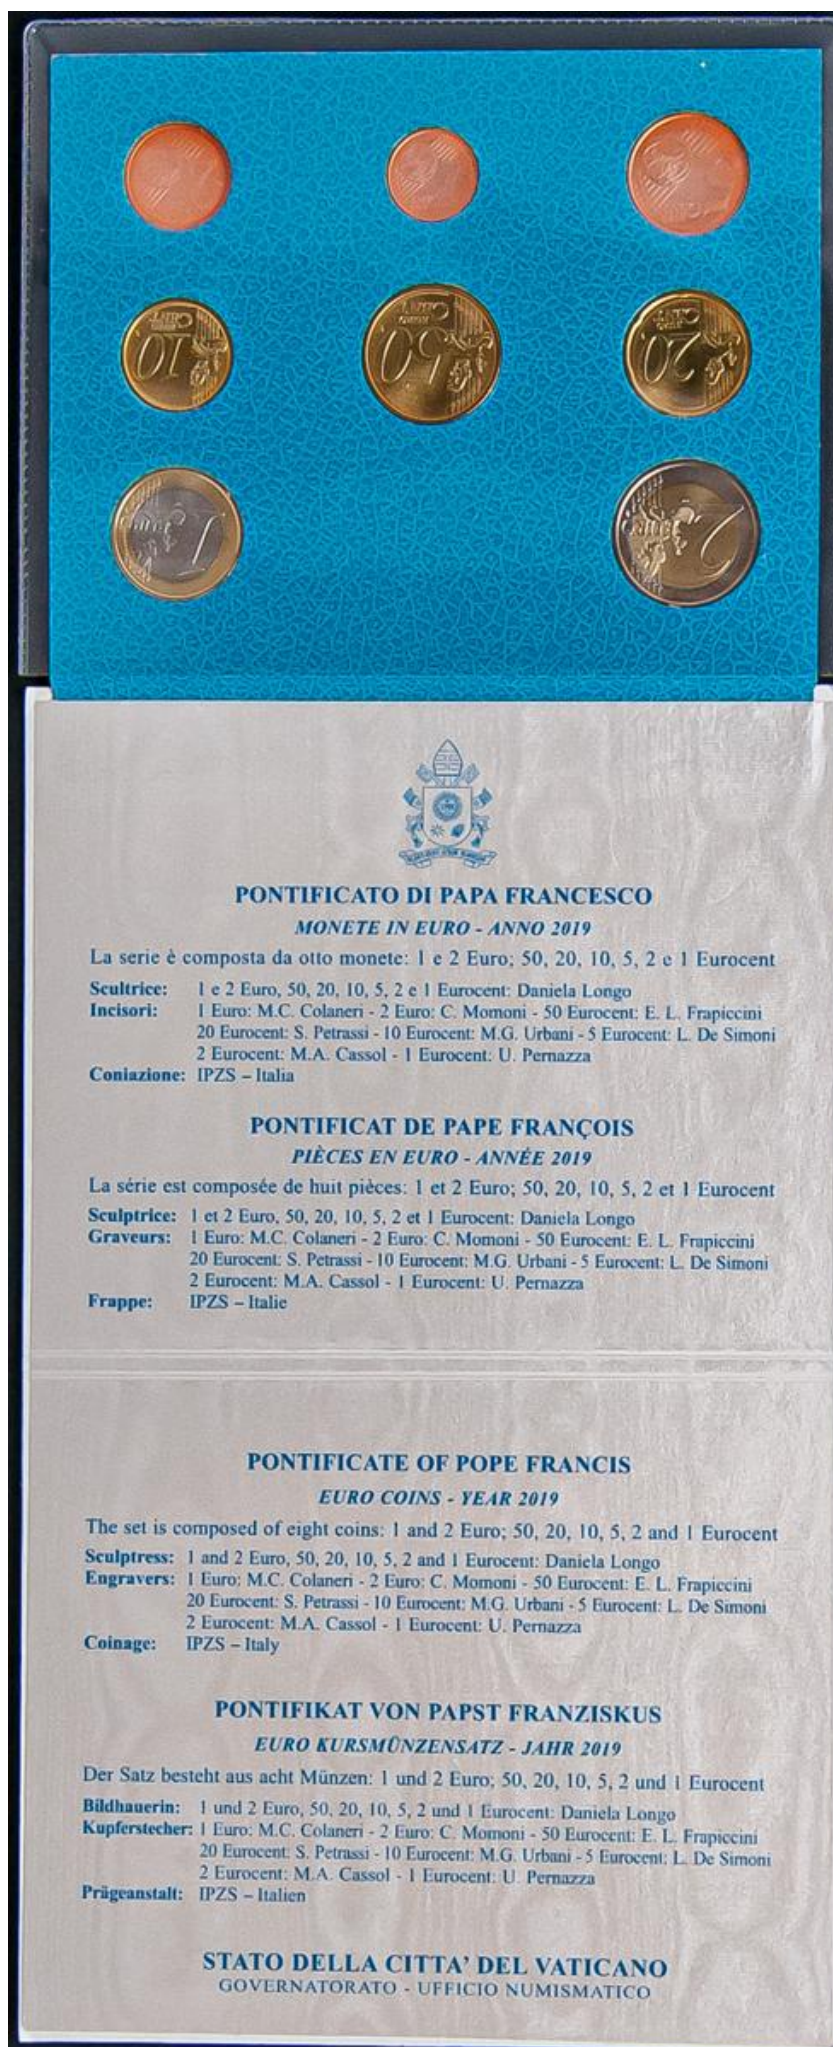 10
CENT
EURO
50
CENT
EURO
20
CENT
EURO
1
EURO
2
PONTIFICATO DI PAPA FRANCESCO
MONETE IN EURO - ANNO 2019
La serie è composta da otto monete: 1 e 2 Euro; 50, 20, 10, 5, 2 e 1 Eurocent
Scultrice: 1 e 2 Euro, 50, 20, 10, 5, 2 e 1 Eurocent: Daniela Longo
Incisori: 1 Euro: M.C. Colaneri - 2 Euro: C. Momoni - 50 Eurocent: E. L. Frapiccini
20 Eurocent: S. Petrassi - 10 Eurocent: M.G. Urbani - 5 Eurocent: L. De Simoni
2 Eurocent: M.A. Cassol - 1 Eurocent: U. Pernazza
Coniazione: IPZS – Italia
PONTIFICAT DE PAPE FRANÇOIS
PIÈCES EN EURO - ANNÉE 2019
La série est composée de huit pièces: 1 et 2 Euro; 50, 20, 10, 5, 2 et 1 Eurocent
Sculptrice: 1 et 2 Euro, 50, 20, 10, 5, 2 et 1 Eurocent: Daniela Longo
Graveurs: 1 Euro: M.C. Colaneri - 2 Euro: C. Momoni - 50 Eurocent: E. L. Frapiccini
20 Eurocent: S. Petrassi - 10 Eurocent: M.G. Urbani - 5 Eurocent: L. De Simoni
2 Eurocent: M.A. Cassol - 1 Eurocent: U. Pernazza
Frappe: IPZS – Italie
PONTIFICATE OF POPE FRANCIS
EURO COINS - YEAR 2019
The set is composed of eight coins: 1 and 2 Euro; 50, 20, 10, 5, 2 and 1 Eurocent
Sculptress: 1 and 2 Euro, 50, 20, 10, 5, 2 and 1 Eurocent: Daniela Longo
Engravers: 1 Euro: M.C. Colaneri - 2 Euro: C. Momoni - 50 Eurocent: E. L. Frapiccini
20 Eurocent: S. Petrassi - 10 Eurocent: M.G. Urbani - 5 Eurocent: L. De Simoni
2 Eurocent: M.A. Cassol - 1 Eurocent: U. Pernazza
Coinage: IPZS – Italy
PONTIFIKAT VON PAPST FRANZISKUS
EURO KURSMÜNZENSATZ - JAHR 2019
Der Satz besteht aus acht Münzen: 1 und 2 Euro; 50, 20, 10, 5, 2 und 1 Eurocent
Bildhauerin: 1 und 2 Euro, 50, 20, 10, 5, 2 und 1 Eurocent: Daniela Longo
Kupferstecher: 1 Euro: M.C. Colaneri - 2 Euro: C. Momoni - 50 Eurocent: E. L. Frapiccini
20 Eurocent: S. Petrassi - 10 Eurocent: M.G. Urbani - 5 Eurocent: L. De Simoni
2 Eurocent: M.A. Cassol - 1 Eurocent: U. Pernazza
Prägeanstalt: IPZS – Italien
STATO DELLA CITTA' DEL VATICANO
GOVERNATORATO - UFFICIO NUMISMATICO